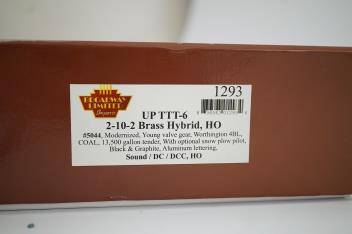 BROADWAY
LIMITED
Imports
1293
UP TTT-6
2-10-2 Brass Hybrid, HO
#5044, Modernized, Young valve gear, Worthington 4BL,
COAL, 13,500 gallon tender, With optional snow plow pilot,
Black & Graphite, Aluminum lettering,
Sound / DC / DCC, HO